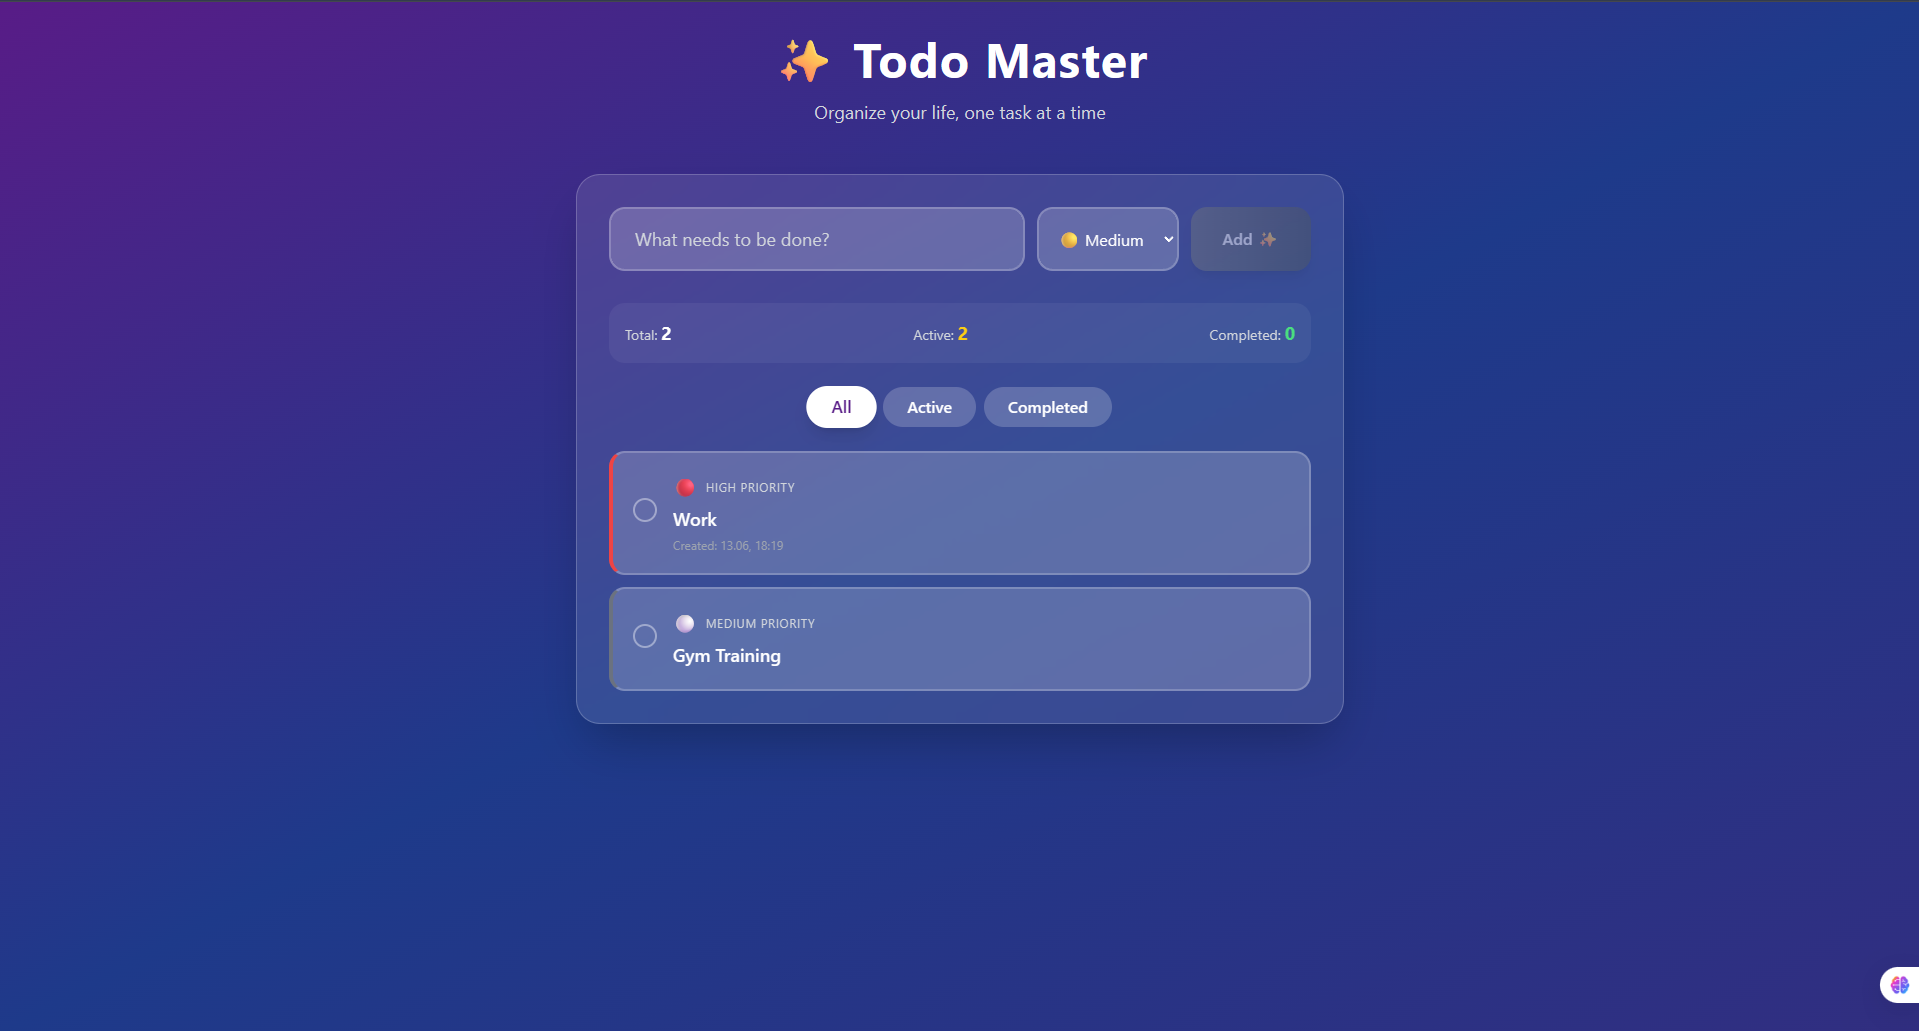 ✨ Todo Master
Organize your life, one task at a time
What needs to be done?
Medium
Add ✨
Total: 2
Active: 2
Completed: 0
All
Active
Completed
HIGH PRIORITY
Work
Created: 13.06, 18:19
MEDIUM PRIORITY
Gym Training